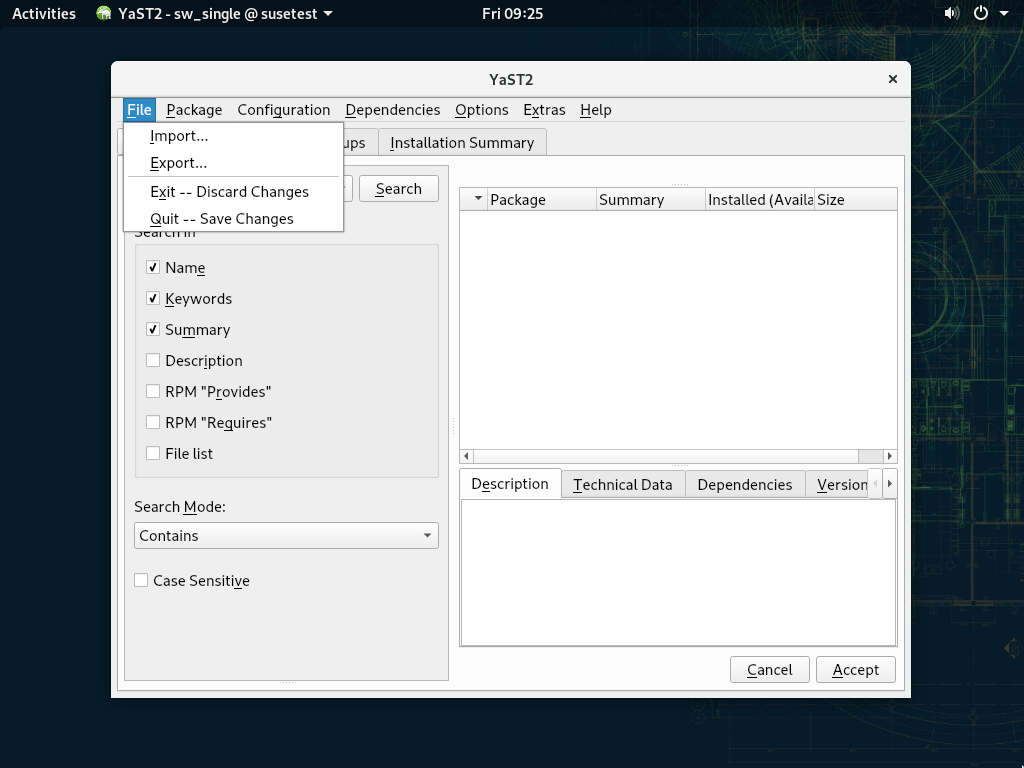 Activities YaST2 - sw_single @ susetest Fri 09:25
YaST2
File Package Configuration Dependencies Options Extras Help
Import...
Export...
Exit -- Discard Changes
Quit -- Save Changes
Installation Summary
Search
Search in
Name
Keywords
Summary
Description
RPM "Provides"
RPM "Requires"
File list
Search Mode:
Contains
Case Sensitive
Package Summary Installed (Availa Size
Description Technical Data Dependencies Version
Cancel Accept